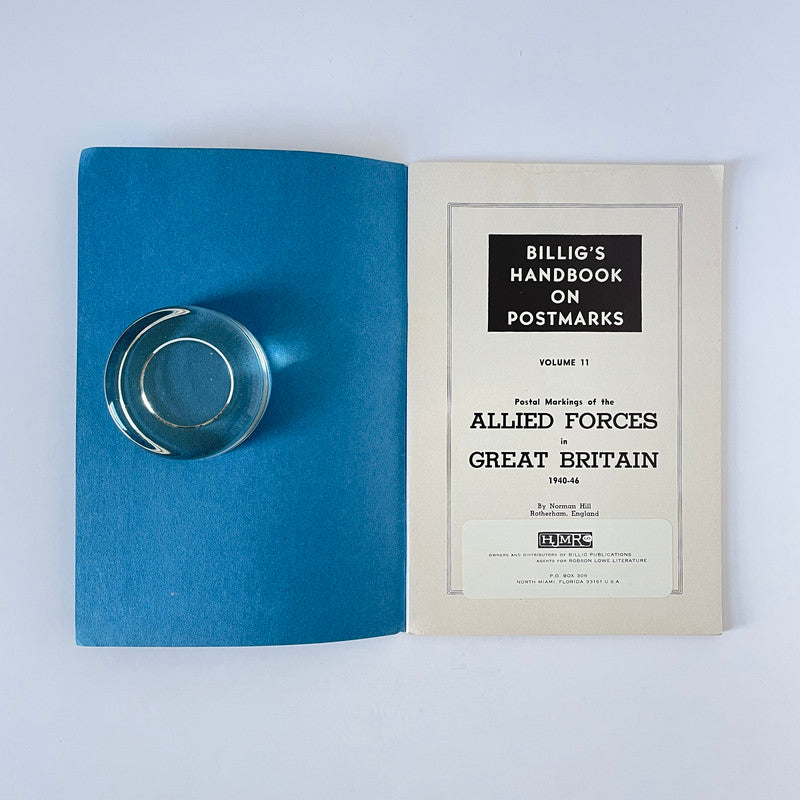 BILLIG'S
HANDBOOK
ON
POSTMARKS
VOLUME 11
Postal Markings of the
ALLIED FORCES
in
GREAT BRITAIN
1940-46
By Norman Hill
Rotherham, England
HJMR
OWNERS AND DISTRIBUTORS OF BILLIG PUBLICATIONS
AGENTS FOR ROBSON LOWE LITERATURE
P.O. BOX 308
NORTH MIAMI, FLORIDA 33161 U.S.A.